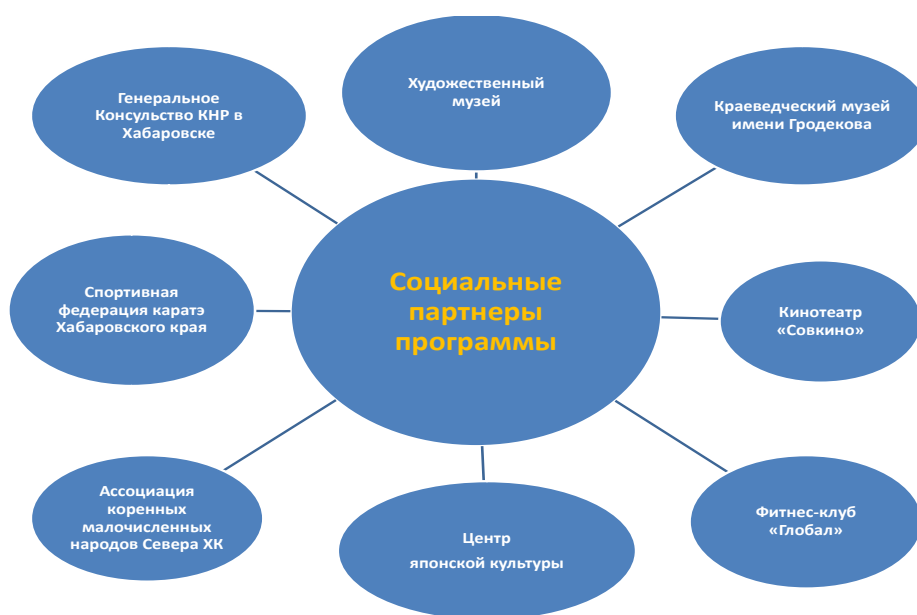 Генеральное
Консульство КНР в
Хабаровске
Художественный
музей
Краеведческий музей
имени Гродекова
Спортивная
федерация каратэ
Хабаровского края
Социальные
партнеры
программы
Кинотеатр
«Совкино»
Ассоциация
коренных
малочисленных
народов Севера ХК
Центр
японской культуры
Фитнес-клуб
«Глобал»